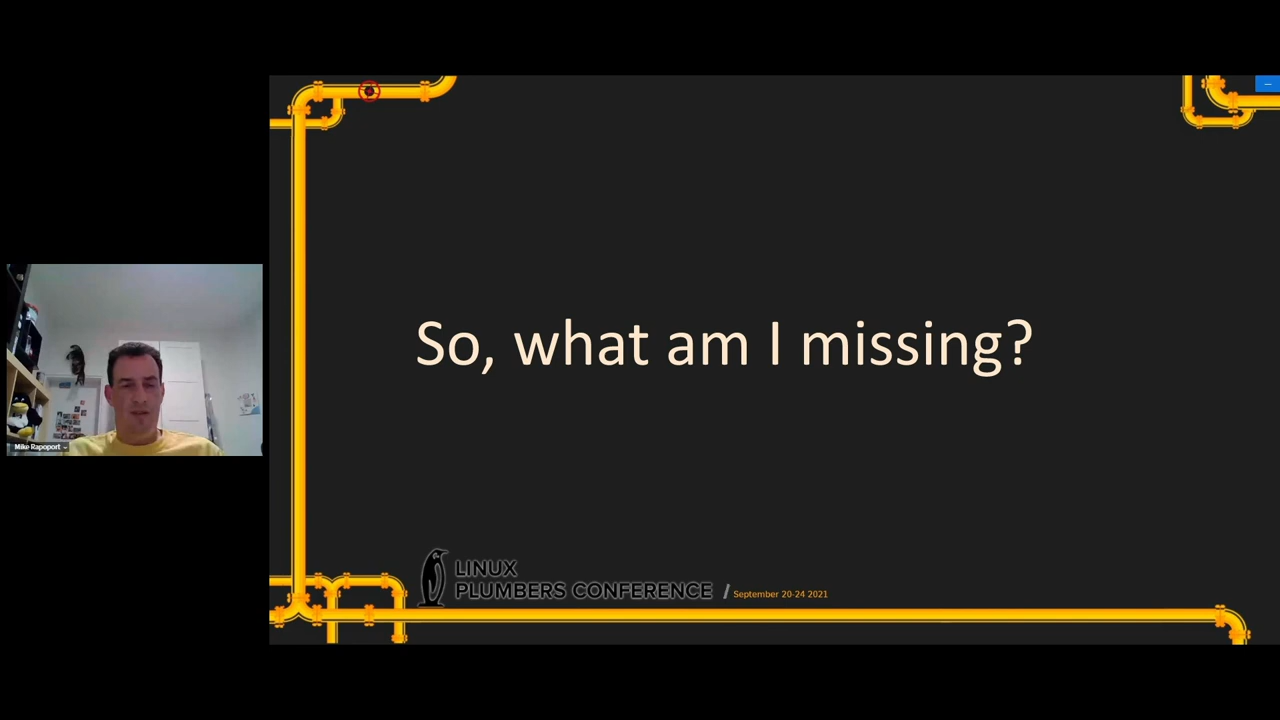 So, what am I missing?
Mike Rapoport
LINUX
PLUMBERS CONFERENCE / September 20-24 2021